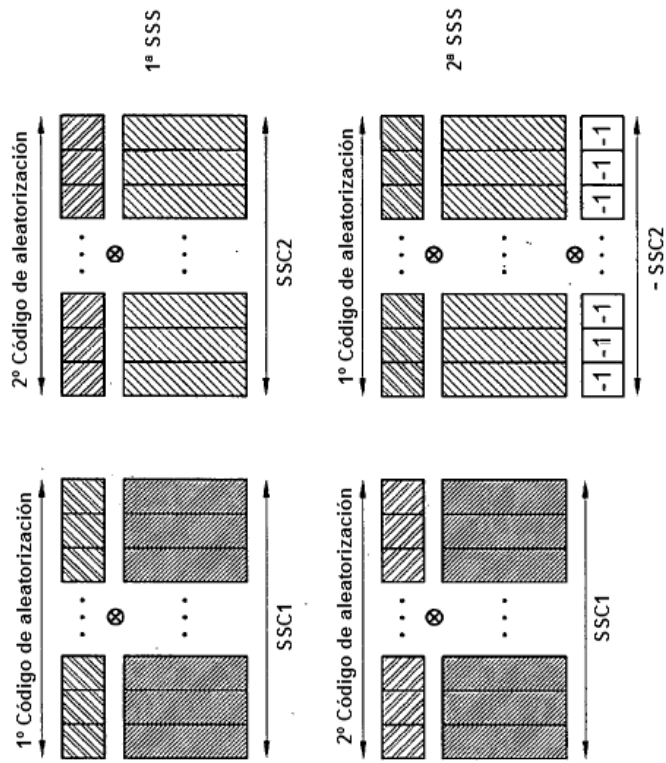 1º Código de aleatorización
2º Código de aleatorización
1ª SSS
SSC1
SSC2
2º Código de aleatorización
1º Código de aleatorización
2ª SSS
-1 -1 -1 -1 -1 -1
SSC1
- SSC2